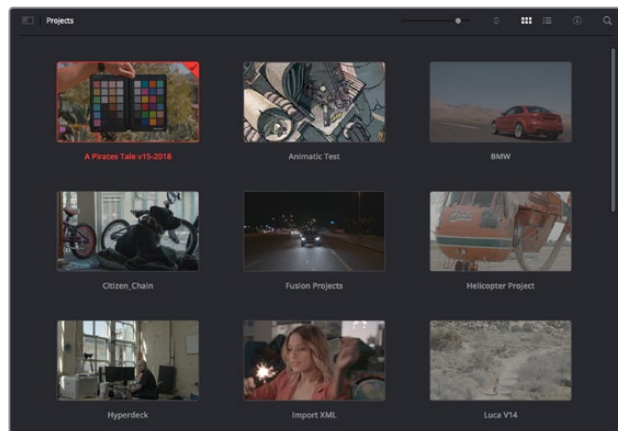 Projects
A Pirates Tale v15-2018
Animatic Test
BMW
Citizen_Chain
Fusion Projects
Helicopter Project
Hyperdeck
Import XML
Luca V14